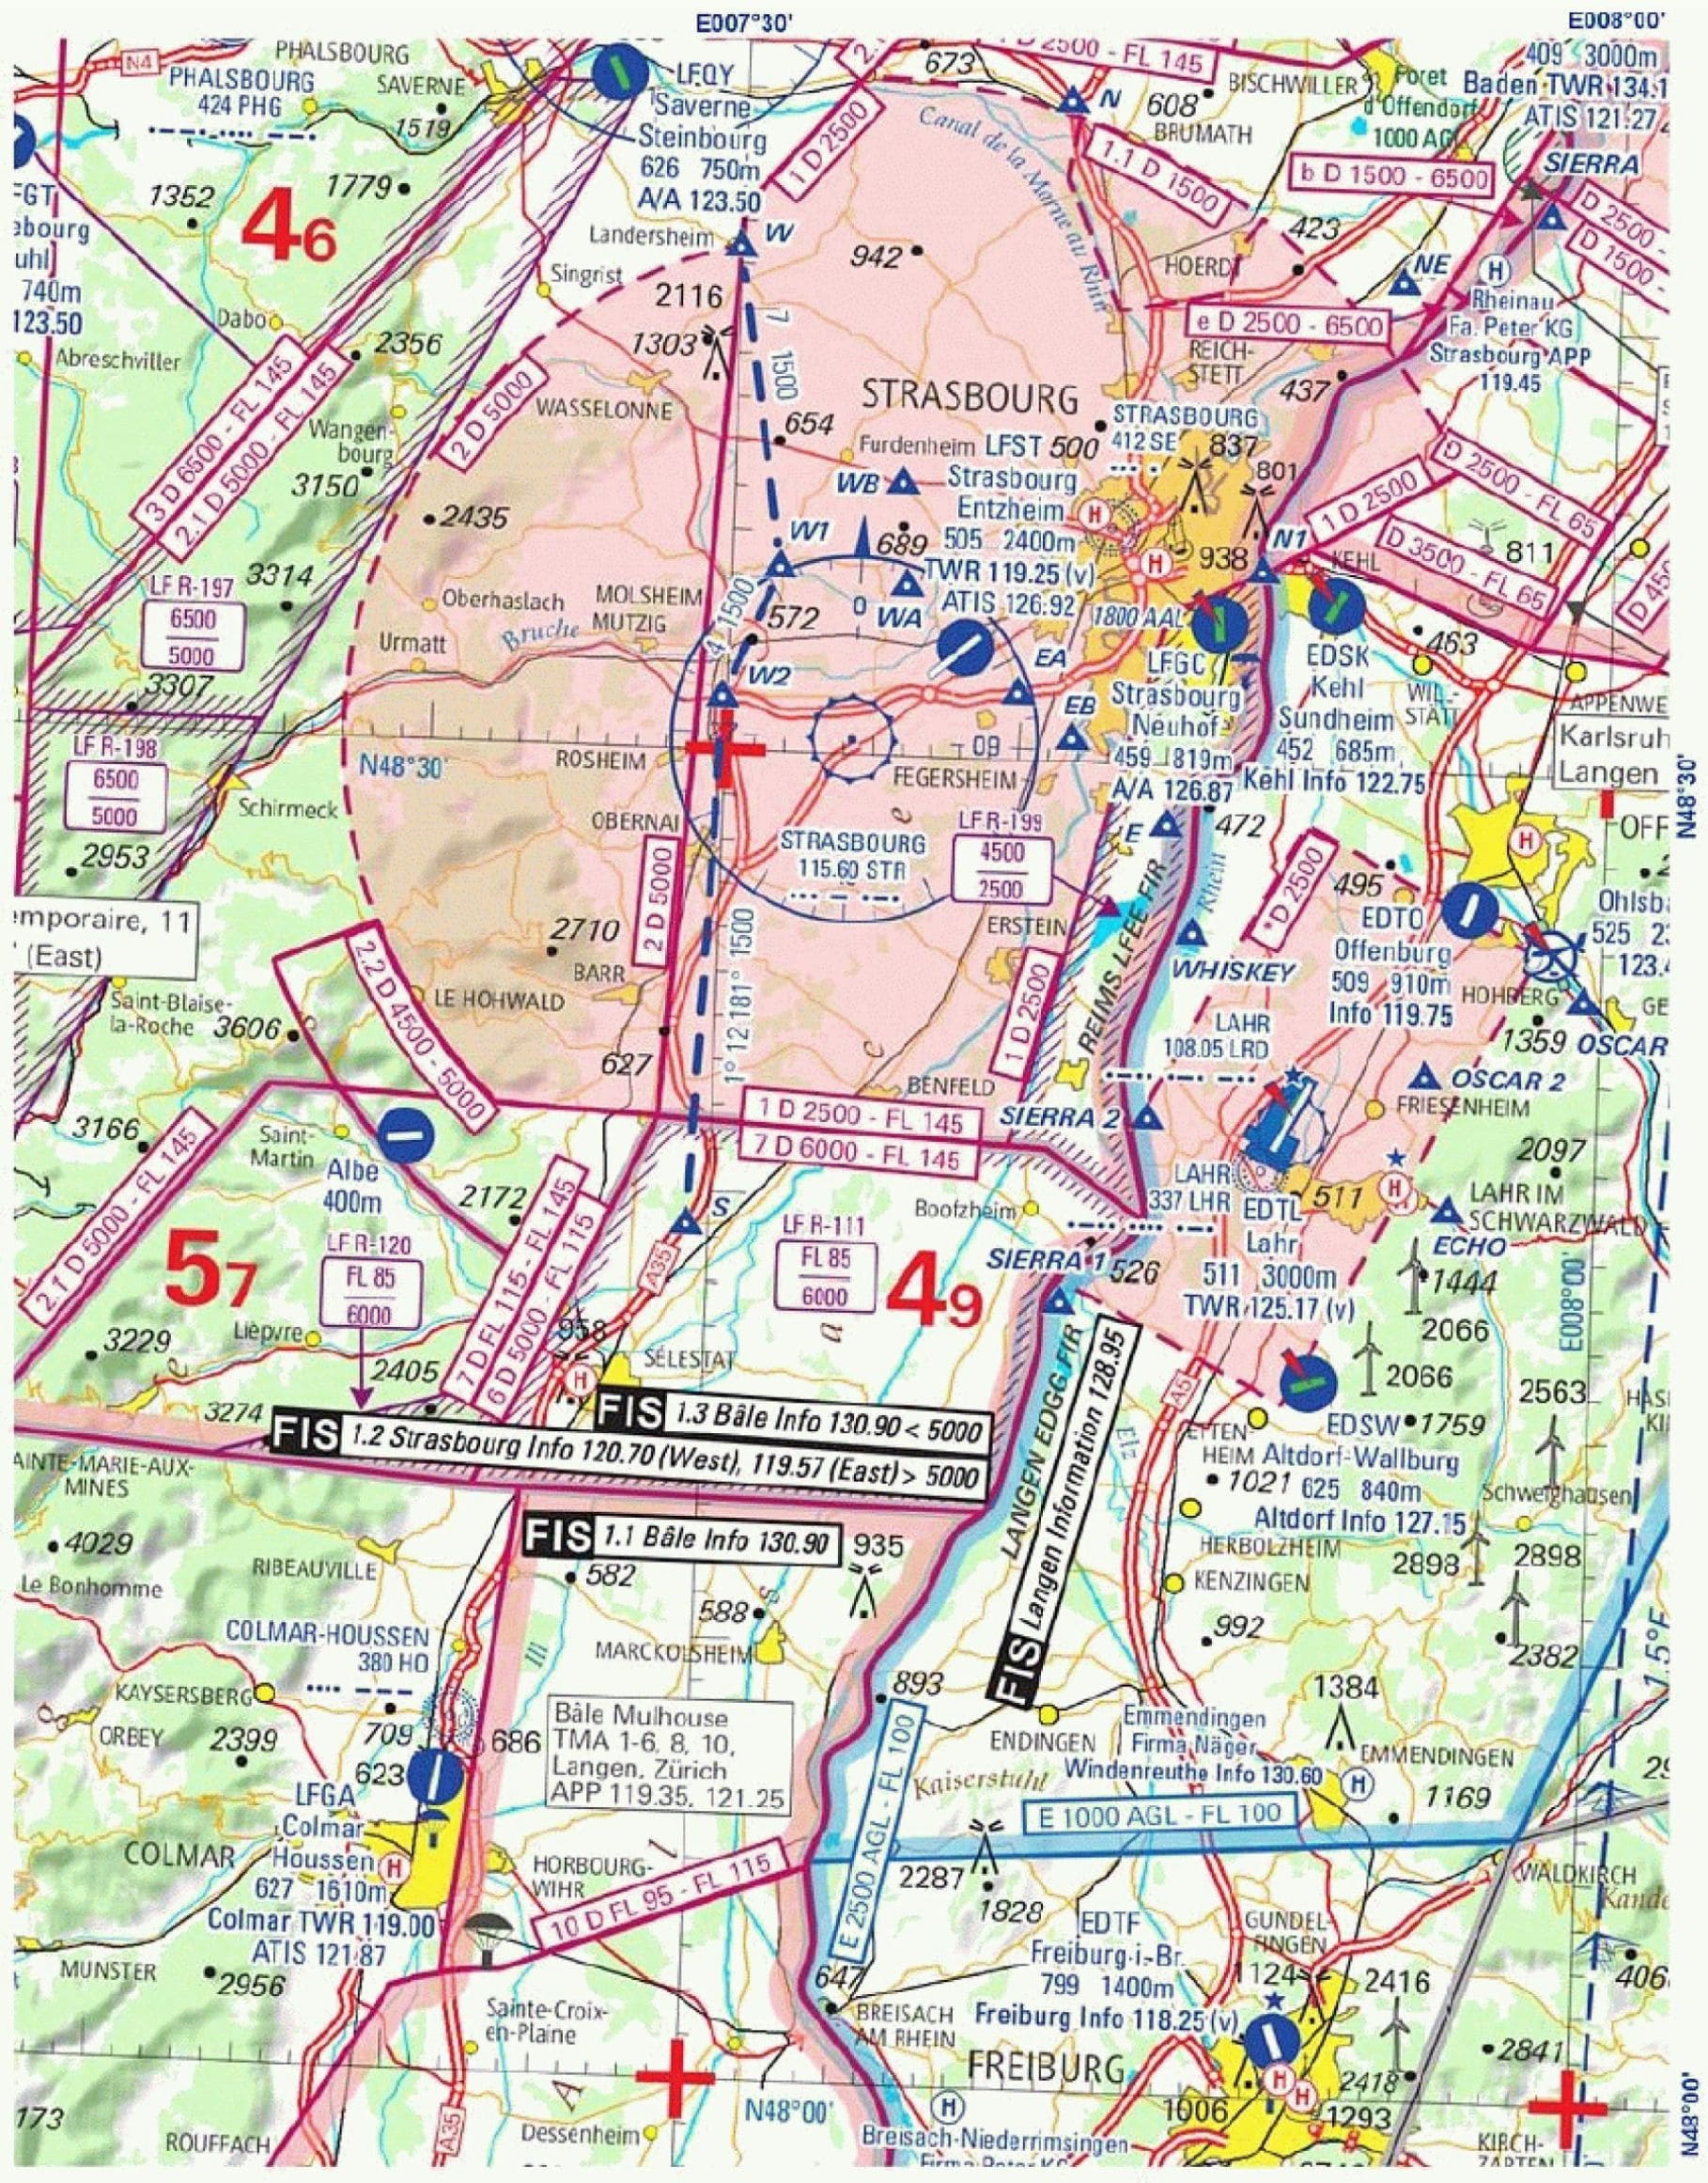 E007°30'
E008°00'
N4
PHALSBOURG
PHALSBOURG
424 PHG
SAVERNE
1519
LFQY
Saverne
Steinbourg
626 750m
A/A 123.50
673
D 2500 - FL 145
BISCHWILLER
Foret
d'Offendorf
1000 AGL
409 3000m
Baden TWR 134.1
ATIS 121.27
N
608
BRUMATH
Canal de la Marne au Rhin
1 D 2500
1.1 D 1500
b D 1500 - 6500
SIERRA
D 2500 -
D 1500 -
FGT
ebourg
uhl
740m
123.50
1352
1779
46
Landersheim
W
942
HOERDT
423
NE
Rheinau
Fa. Peter KG
Strasbourg APP
119.45
Singrist
2116
1303
Dabo
2356
Abreschviller
e D 2500 - 6500
REICH-
STETT
437
3 D 6500 - FL 145
2.1 D 5000 - FL 145
2 D 5000
WASSELONNE
1500
654
STRASBOURG
STRASBOURG
412 SE
837
801
Wangen-
bourg
3150
2435
Furdenheim
LFST 500
Strasbourg
Entzheim
505 2400m
TWR 119.25 (v)
ATIS 126.92
WB
W1
689
WA
D 2500 - FL 65
1 D 2500
D 3500 - FL 65
811
938
N1
KEHL
LF R-197
6500
5000
3314
Oberhaslach
MOLSHEIM
MUTZIG
Urmatt
Bruche
1500
572
0
1800 AAL
EA
W2
EB
LFGC
Strasbourg
Neuhof
459 819m
A/A 126.87
EDSK
Kehl
Sundheim
452 685m
Kehl Info 122.75
463
WIL-
STATT
APPENWE
Karlsruh
Langen
D 450
3307
LF R-198
6500
5000
2953
N48°30'
ROSHEIM
09
FEGERSHEIM
Schirmeck
OBERNAI
STRASBOURG
115.60 STR
LF R-199
4500
2500
E
472
Rhein
N48°30'
OFF
495
EDTO
Offenburg
509 910m
Info 119.75
*D 2500
Ohlsba
525
123.4
emporaire, 11
(East)
2710
BARR
2 D 5000
LE HOHWALD
1° 12 181° 1500
ERSTEIN
1 D 2500
REIMS LFEE FIR
WHISKEY
HOHBERG
GE
1359
OSCAR
Saint-Blaise-
la-Roche
3606
2.2 D 4500 - 5000
627
BENFELD
LAHR
108.05 LRD
OSCAR 2
FRIESENHEIM
1 D 2500 - FL 145
7 D 6000 - FL 145
SIERRA 2
3166
Saint-
Martin
Albe
400m
2097
LAHR
337 LHR
EDTL
Lahr
511 3000m
TWR 125.17 (v)
511
LAHR IM
SCHWARZWALD
ECHO
2.1 D 5000 - FL 145
57
2172
7 D FL 115 - FL 145
6 D 5000 - FL 115
S
A35
Boofzheim
LF R-111
FL 85
6000
49
SIERRA 1
526
1444
2066
2066
LF R-120
FL 85
6000
E008°00'
3229
Lièpvre
2405
958
SÉLESTAT
LANGEN EDGG FIR
FIS Langen Information 128.95
A5
2563
3274
FIS 1.3 Bâle Info 130.90 < 5000
FIS 1.2 Strasbourg Info 120.70 (West), 119.57 (East) > 5000
FIS 1.1 Bâle Info 130.90
ETTEN-
HEIM
EDSW
1759
Altdorf-Wallburg
1021
625 840m
Altdorf Info 127.15
Schweighausen
HERBOLZHEIM
2898
2898
Elz
AINTE-MARIE-AUX-
MINES
4029
Le Bonhomme
RIBEAUVILLE
582
935
KENZINGEN
588
992
2382
COLMAR-HOUSSEN
380 HO
Ill
MARCKOLSHEIM
KAYSERSBERG
ORBEY
2399
709
686
893
1384
1.5°E
Bâle Mulhouse
TMA 1-6, 8, 10,
Langen, Zürich
APP 119.35, 121.25
ENDINGEN
Emmendingen
Firma Näger
Windenreuthe Info 130.60
EMMENDINGEN
1169
623
LFGA
Colmar
Houssen
627 1610m
Colmar TWR 119.00
ATIS 121.87
COLMAR
Kaiserstuhl
E 1000 AGL - FL 100
E 2500 AGL - FL 100
HORBOURG-
WIHR
10 D FL 95 - FL 115
2287
1828
WALDKIRCH
Kande
MUNSTER
2956
EDTF
Freiburg-i-Br.
799 1400m
Freiburg Info 118.25 (v)
GUNDEL-
FINGEN
1124
2416
406
647
BREISACH
AM RHEIN
Sainte-Croix-
en-Plaine
FREIBURG
2841
2418
1006
1293
N48°00'
N48°00'
173
ROUFFACH
A35
Dessenheim
Breisach-Niederrimsingen
Firma Peter KG
KIRCH-
ZARTEN